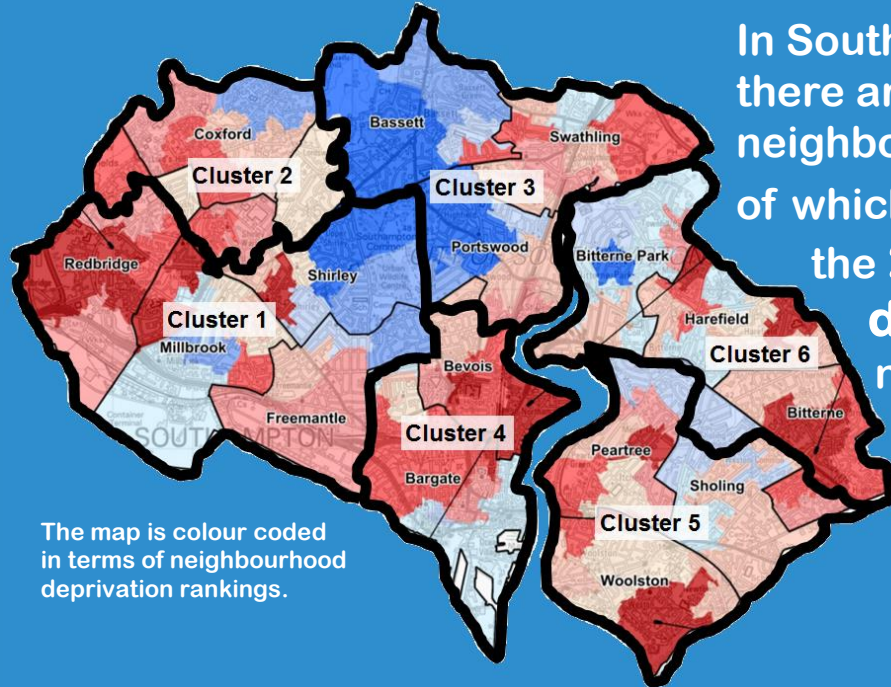 In South
there ar
neighbo
of which
the
d
n
Bassett
Coxford
Swathling
Cluster 2
Cluster 3
Portswood
Bitterne Park
Redbridge
Shirley
Cluster 1
Harefield
Millbrook
Cluster 6
Bevois
Bitterne
Freemantle
Cluster 4
Peartree
SOUTHAMPTON
Bargate
Sholing
Cluster 5
Woolston
The map is colour coded
in terms of neighbourhood
deprivation rankings.